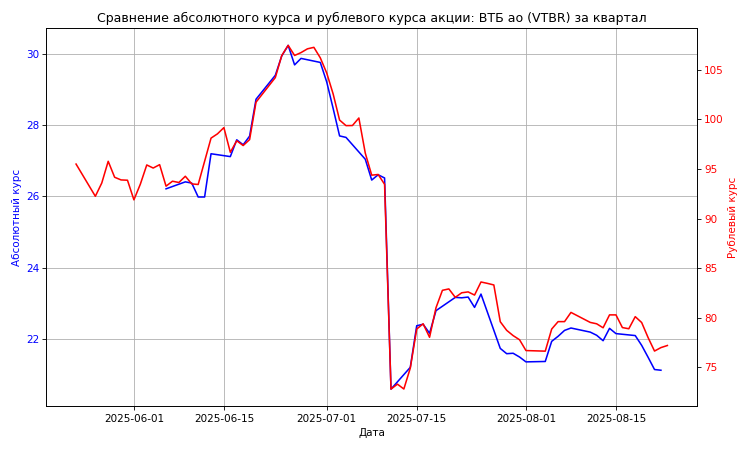 Сравнение абсолютного курса и рублевого курса акции: ВТБ ао (VTBR) за квартал
30
28
26
24
22
Абсолютный курс
105
100
95
90
85
80
75
Рублевый курс
2025-06-01 2025-06-15 2025-07-01 2025-07-15 2025-08-01 2025-08-15
Дата